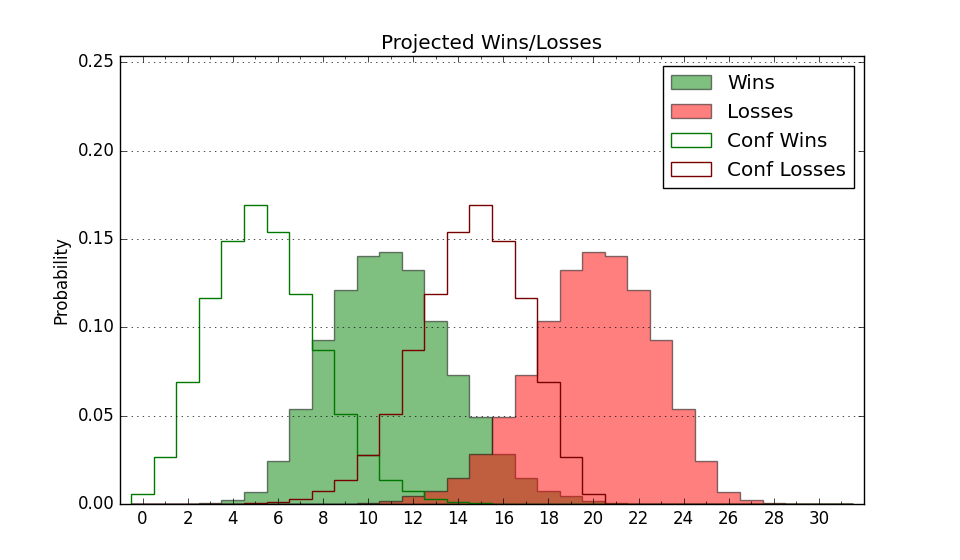 Projected Wins/Losses
0.25
0.20
0.15
0.10
0.05
0.00
Probability
Wins
Losses
Conf Wins
Conf Losses
0 2 4 6 8 10 12 14 16 18 20 22 24 26 28 30